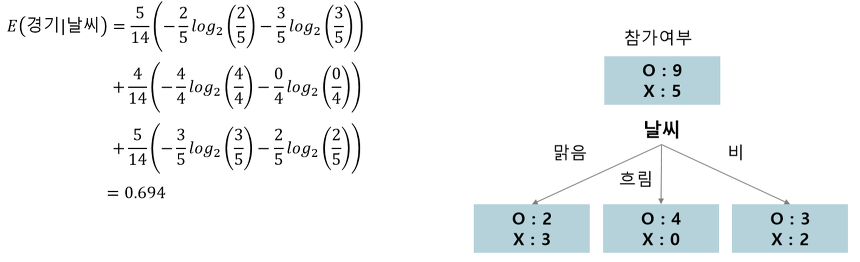 E(경기|날씨) = 5/14(−2/5 log₂(2/5) − 3/5 log₂(3/5))
+ 4/14(−4/4 log₂(4/4) − 0/4 log₂(0/4))
+ 5/14(−3/5 log₂(3/5) − 2/5 log₂(2/5))
= 0.694
참가여부
O : 9
X : 5
날씨
맑음
흐림
비
O : 2
X : 3
O : 4
X : 0
O : 3
X : 2